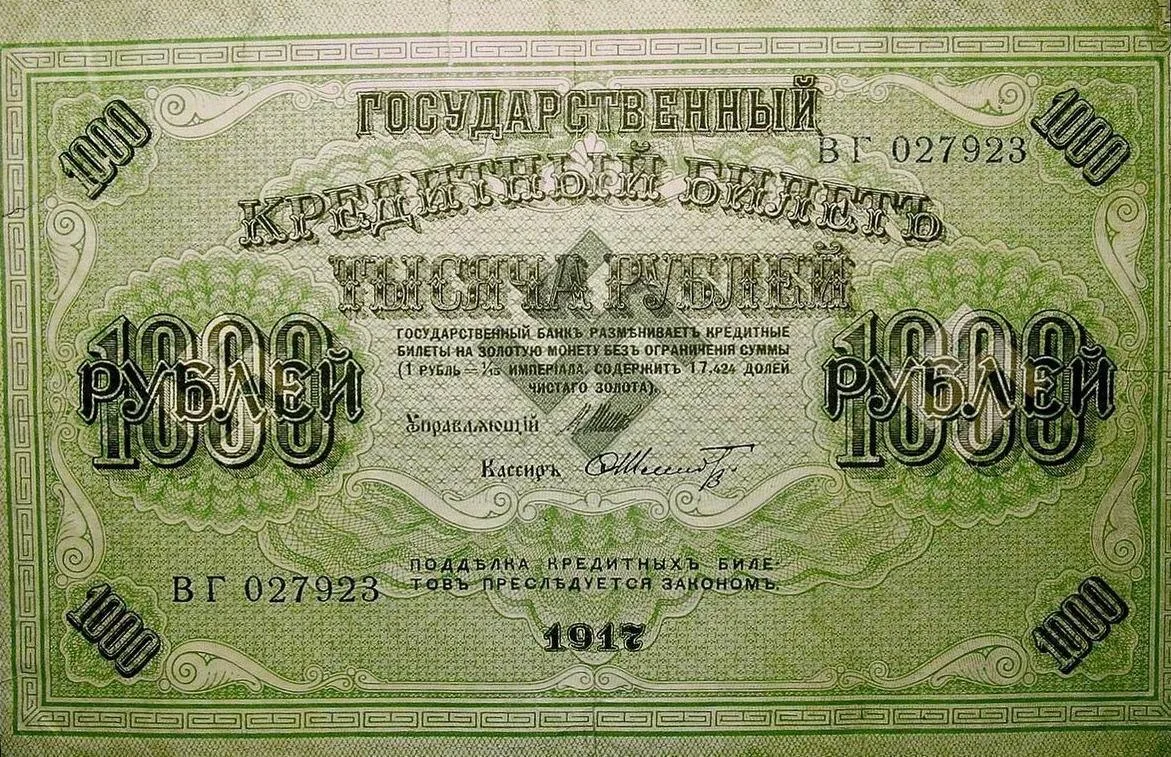 1000
ГОСУДАРСТВЕННЫЙ
1000
ВГ 027923
КРЕДИТНЫЙ БИЛЕТЪ
ТЫСЯЧА РУБЛЕЙ
ГОСУДАРСТВЕННЫЙ БАНКЪ РАЗМѢНИВАЕТЪ КРЕДИТНЫЕ
БИЛЕТЫ НА ЗОЛОТУЮ МОНЕТУ БЕЗЪ ОГРАНИЧЕНІЯ СУММЫ
(1 РУБЛЬ = 1/15 ИМПЕРІАЛА, СОДЕРЖИТЪ 17,424 ДОЛЕЙ
ЧИСТАГО ЗОЛОТА).
1000
РУБЛЕЙ
1000
РУБЛЕЙ
Управляющій
Кассиръ
ПОДДѢЛКА КРЕДИТНЫХЪ БИЛЕ-
ТОВЪ ПРЕСЛѢДУЕТСЯ ЗАКОНОМЪ.
ВГ 027923
1917
1000
1000